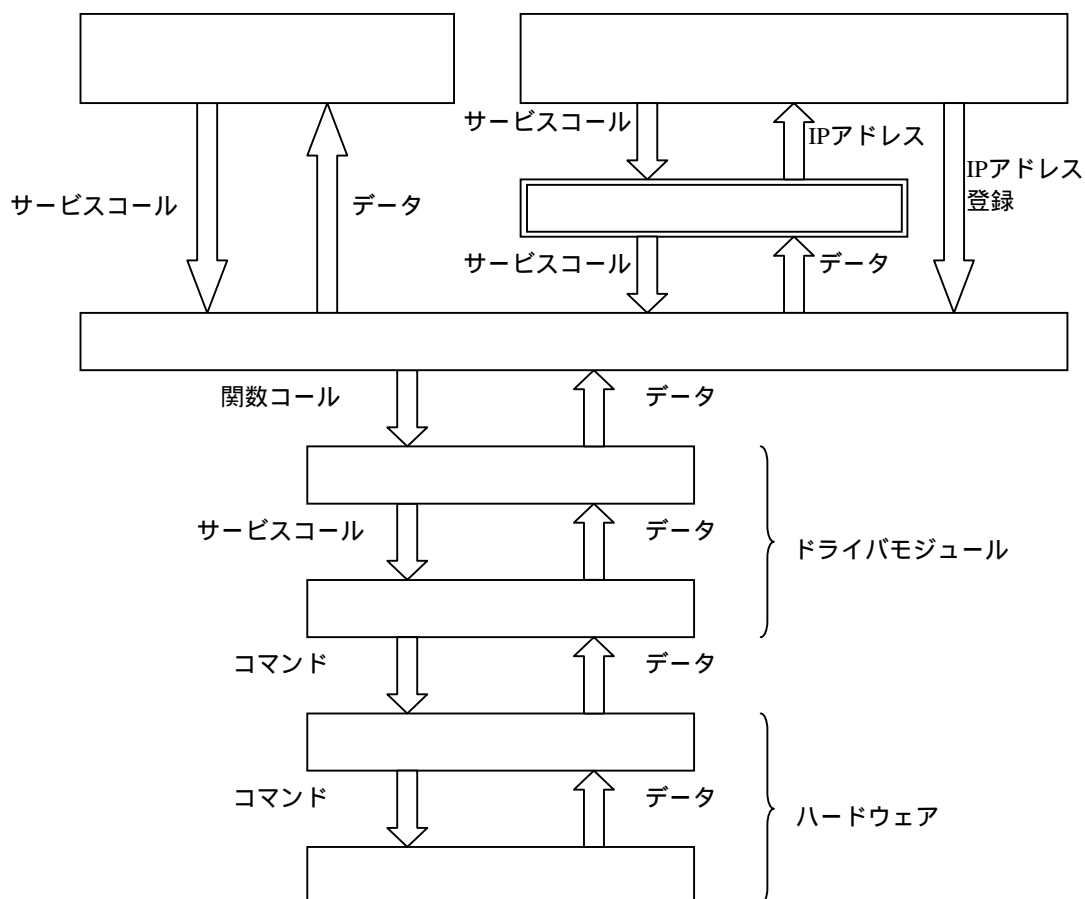 サービスコール
IPアドレス
IPアドレス
登録
サービスコール
データ
サービスコール
データ
関数コール
データ
サービスコール
データ
ドライバモジュール
コマンド
データ
コマンド
データ
ハードウェア